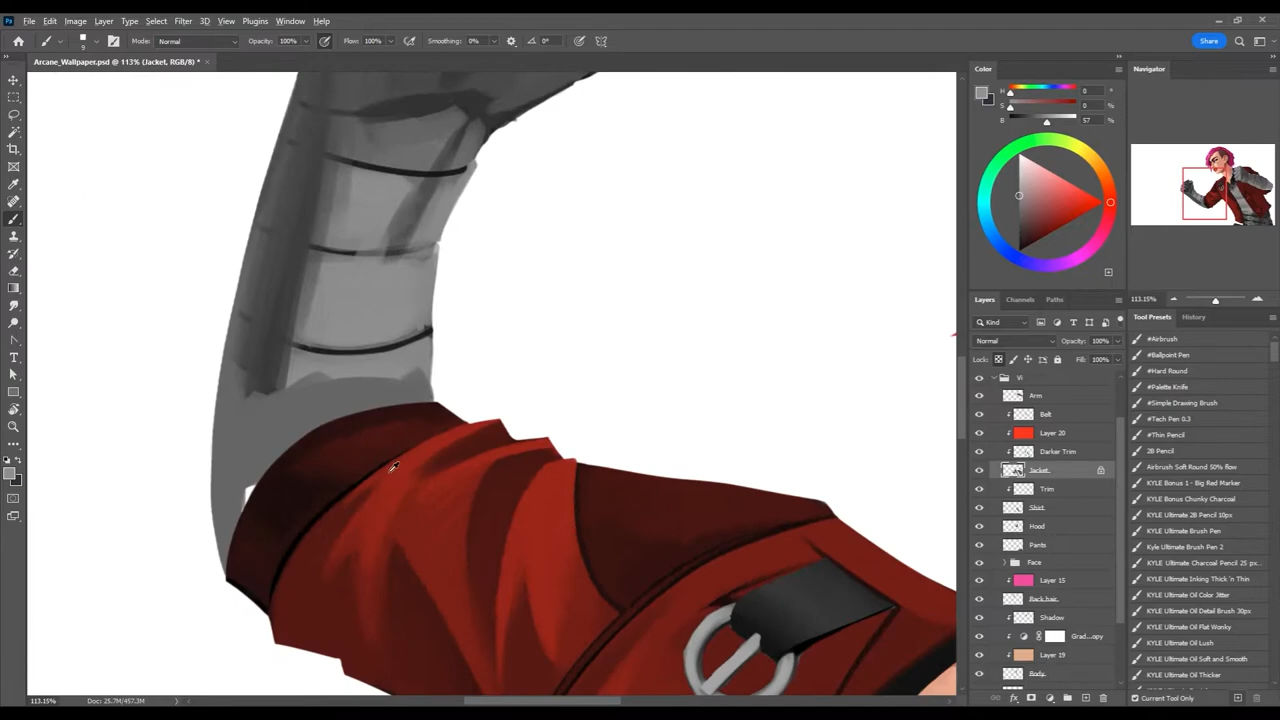 Ps File Edit Image Layer Type Select Filter 3D View Plugins Window Help
9 Mode: Normal Opacity: 100% Flow: 100% Smoothing: 0% 0° Share
Arcane_Wallpaper.psd @ 113% (Jacket, RGB/8) * ×
Color
H 0 °
S 0 %
B 57 %
Navigator
113.15%
Layers Channels Paths
Kind
Normal Opacity: 100%
Lock: Fill: 100%
Vi
Arm
Belt
Layer 20
Darker Trim
Jacket
Trim
Shirt
Hood
Pants
Face
Layer 15
Back hair
Shadow
Grad...opy
Layer 19
Body
Tool Presets History
#Airbrush
#Ballpoint Pen
#Hard Round
#Palette Knife
#Simple Drawing Brush
#Tech Pen 0.3
#Thin Pencil
2B Pencil
Airbrush Soft Round 50% flow
KYLE Bonus 1 - Big Red Marker
KYLE Bonus Chunky Charcoal
KYLE Ultimate 2B Pencil 10px
KYLE Ultimate Brush Pen
Kyle Ultimate Brush Pen 2
KYLE Ultimate Charcoal Pencil 25 px...
KYLE Ultimate Inking Thick 'n Thin
KYLE Ultimate Oil Color Jitter
KYLE Ultimate Oil Detail Brush 30px
KYLE Ultimate Oil Flat Wonky
KYLE Ultimate Oil Lush
KYLE Ultimate Oil Soft and Smooth
KYLE Ultimate Oil Thicker
Current Tool Only
113.15% Doc: 25.7M/457.3M